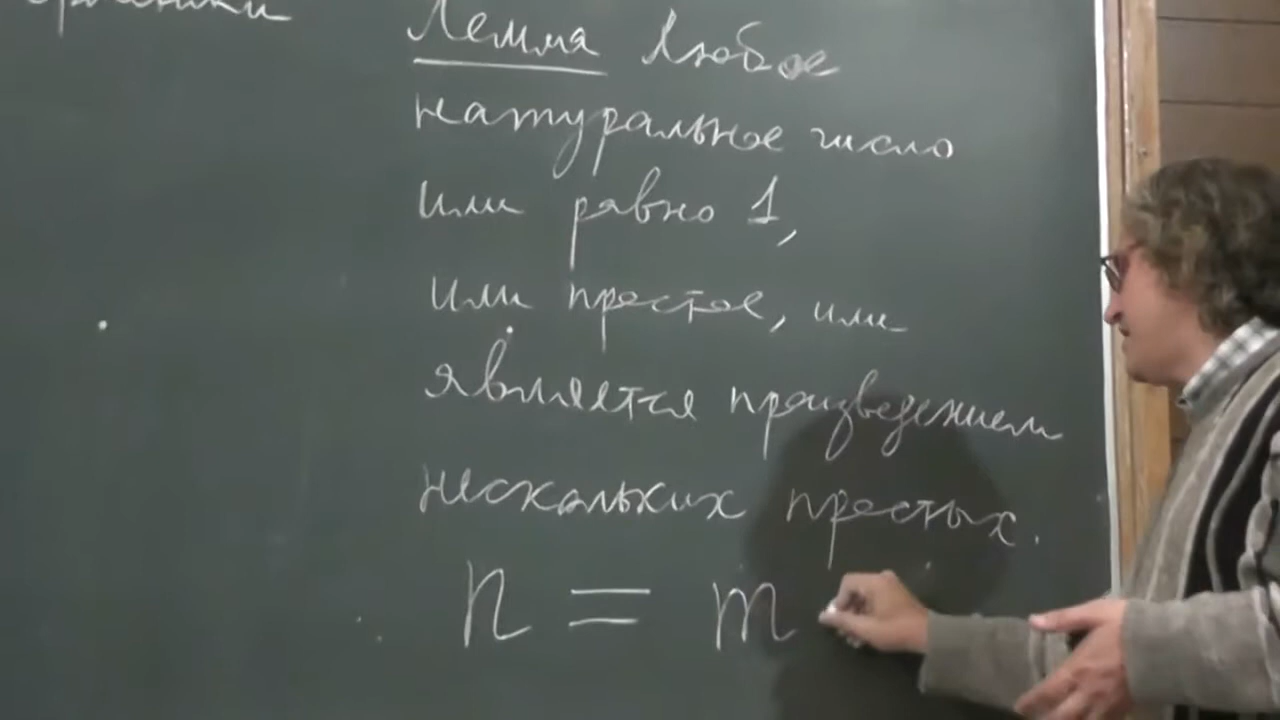 Лемма Любое
натуральное число
или равно 1,
или простое, или
является произведением
нескольких простых.
n = m